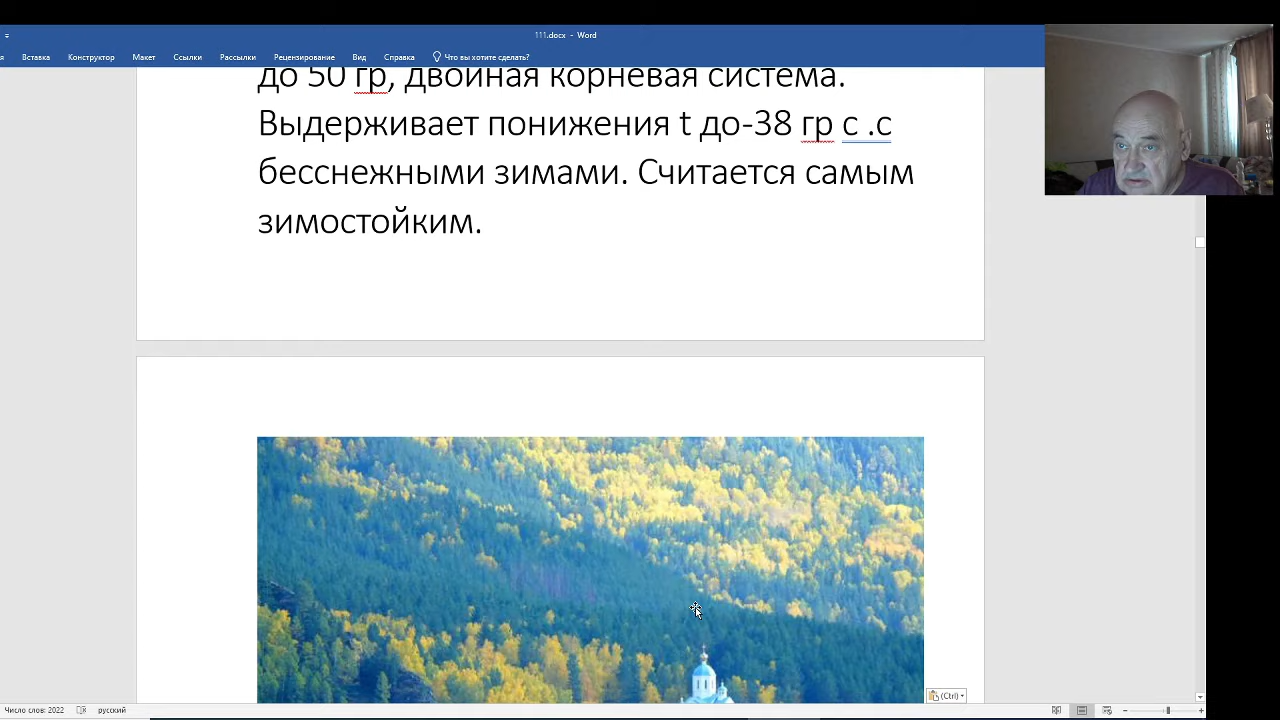 111.docx - Word
я Вставка Конструктор Макет Ссылки Рассылки Рецензирование Вид Справка Что вы хотите сделать?
до 50 гр, двойная корневая система.
Выдерживает понижения t до-38 гр с .с
бесснежными зимами. Считается самым
зимостойким.
(Ctrl)
Число слов: 2022 русский